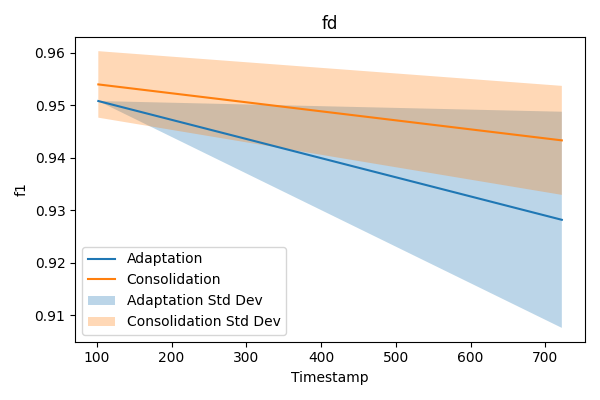 fd
0.96
0.95
0.94
0.93
0.92
0.91
f1
Adaptation
Consolidation
Adaptation Std Dev
Consolidation Std Dev
100 200 300 400 500 600 700
Timestamp